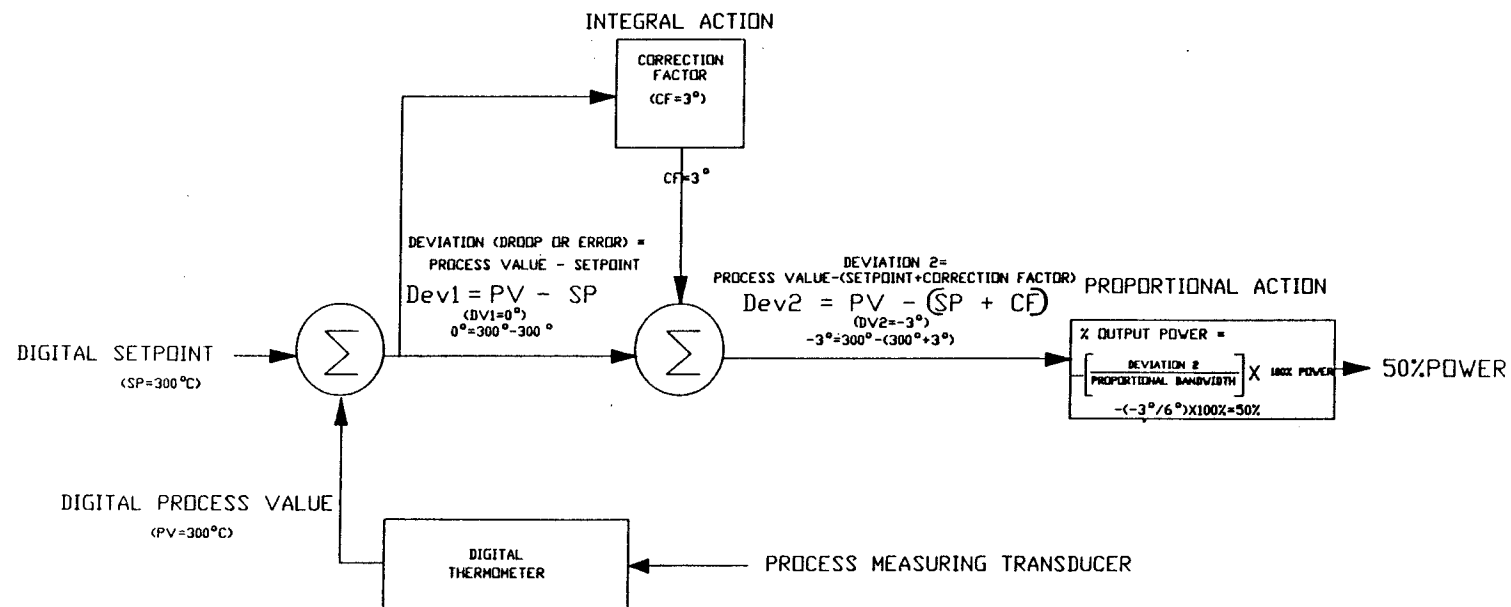 INTEGRAL ACTION
CORRECTION
FACTOR
(CF=3°)
CF=3°
DEVIATION (DROOP OR ERROR) =
PROCESS VALUE - SETPOINT
Dev1 = PV - SP
(DV1=0°)
0°=300°-300°
DEVIATION 2=
PROCESS VALUE-(SETPOINT+CORRECTION FACTOR)
Dev2 = PV - (SP + CF)
(DV2=-3°)
-3°=300°-(300°+3°)
PROPORTIONAL ACTION
DIGITAL SETPOINT
(SP=300°C)
Σ
Σ
% OUTPUT POWER =
-[DEVIATION 2
PROPORTIONAL BANDWIDTH] X 100% POWER
-(-3°/6°)X100%=50%
50%POWER
DIGITAL PROCESS VALUE
(PV=300°C)
DIGITAL
THERMOMETER
PROCESS MEASURING TRANSDUCER